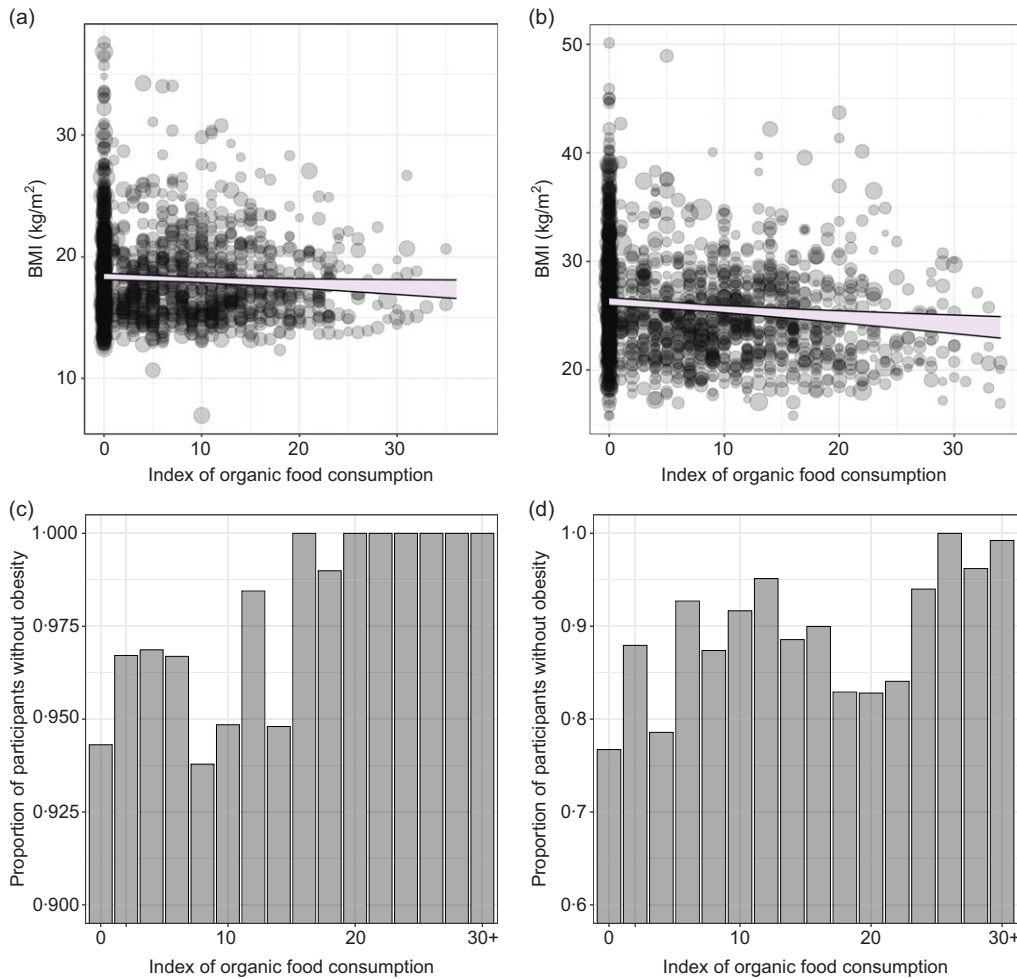 (a)
BMI (kg/m²)
30
20
10
0 10 20 30
Index of organic food consumption
(b)
BMI (kg/m²)
50
40
30
20
0 10 20 30
Index of organic food consumption
(c)
Proportion of participants without obesity
1·000
0·975
0·950
0·925
0·900
0 10 20 30+
Index of organic food consumption
(d)
Proportion of participants without obesity
1·0
0·9
0·8
0·7
0·6
0 10 20 30+
Index of organic food consumption